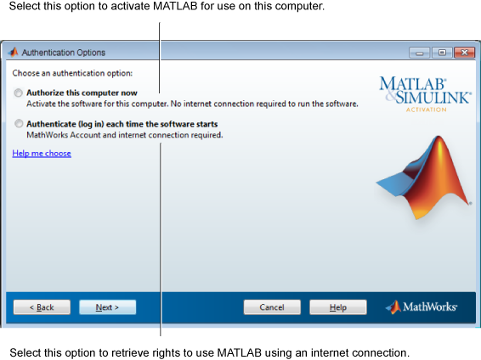 Select this option to activate MATLAB for use on this computer.
Authentication Options
Choose an authentication option:
Authorize this computer now
Activate the software for this computer. No internet connection required to run the software.
Authenticate (log in) each time the software starts
MathWorks Account and internet connection required.
Help me choose
MATLAB®
&SIMULINK®
ACTIVATION
< Back
Next >
Cancel
Help
MathWorks®
Select this option to retrieve rights to use MATLAB using an internet connection.